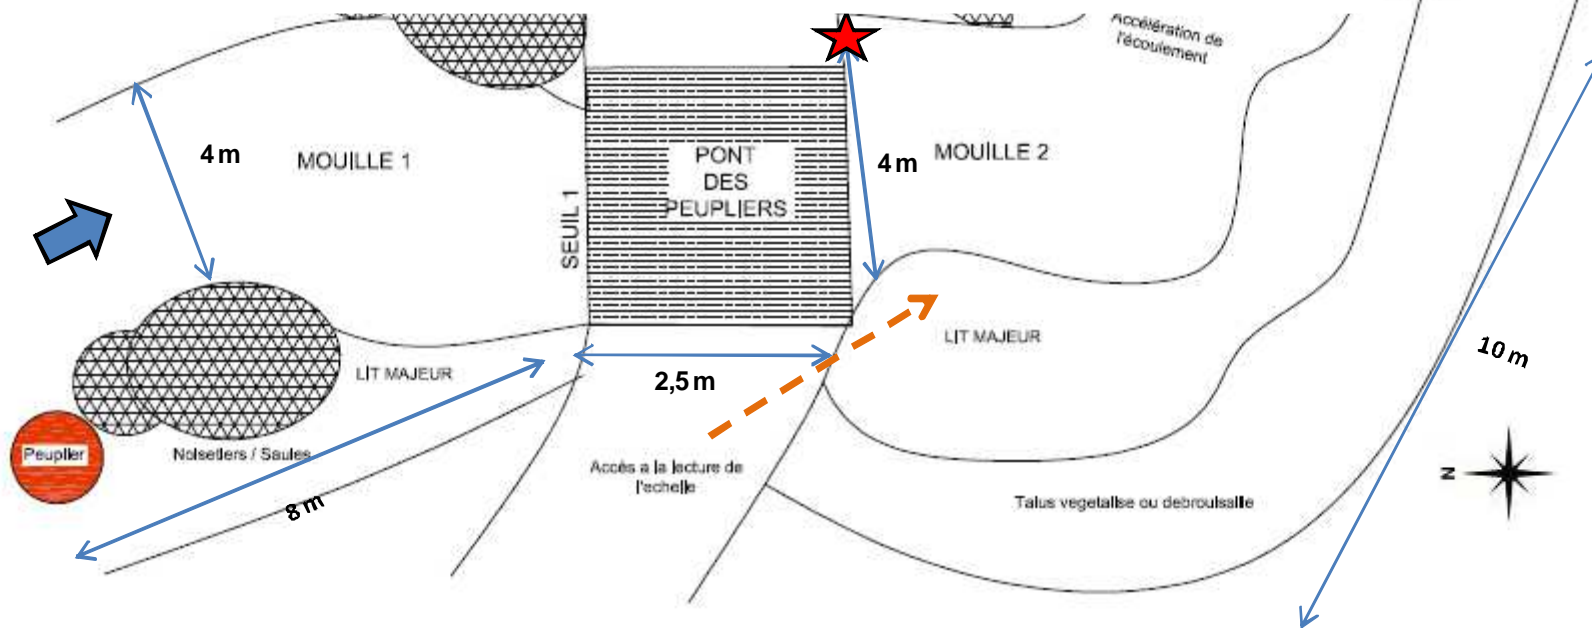 Accélération de
l'écoulement
4 m
MOUILLE 1
SEUIL 1
PONT
DES
PEUPLIERS
4 m
MOUILLE 2
LIT MAJEUR
2,5 m
LIT MAJEUR
10 m
Peuplier
Noisetiers / Saules
8 m
Accès a la lecture de
l'echelle
Talus vegetalise ou debroussaille
N